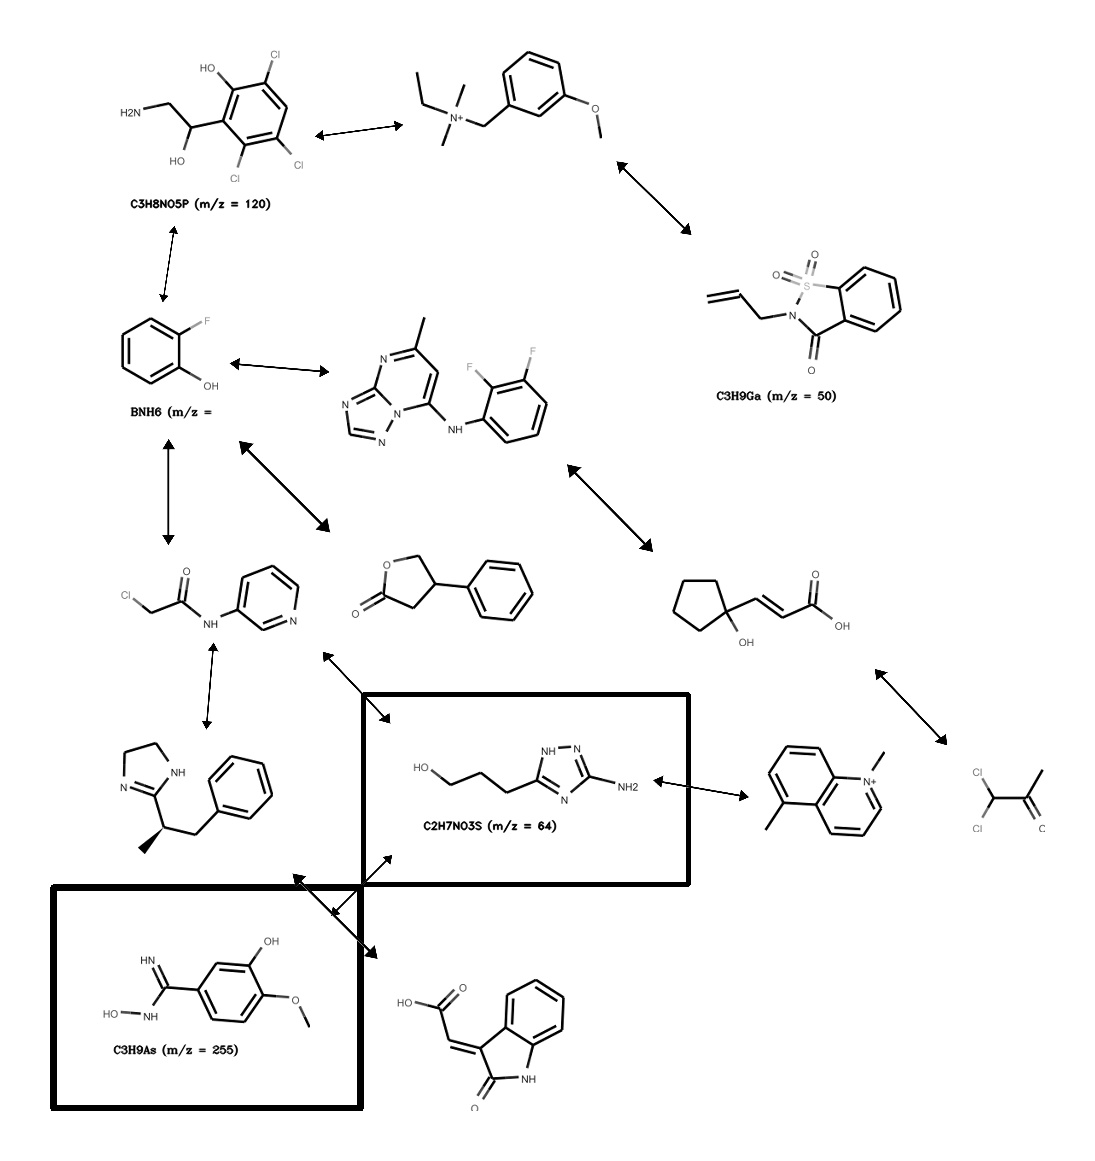 Cl
HO
H2N
HO
Cl
Cl
N+
O
C3H8NO5P (m/z = 120)
O
O
S
N
O
C3H9Ga (m/z = 50)
F
OH
BNH6 (m/z =
N
N
N
N
NH
F
F
Cl
O
NH
N
O
O
O
OH
OH
NH
N
HO
NH
N
N
NH2
C2H7NO3S (m/z = 64)
N+
Cl
Cl
HN
HO
NH
OH
O
C3H9As (m/z = 255)
HO
O
NH